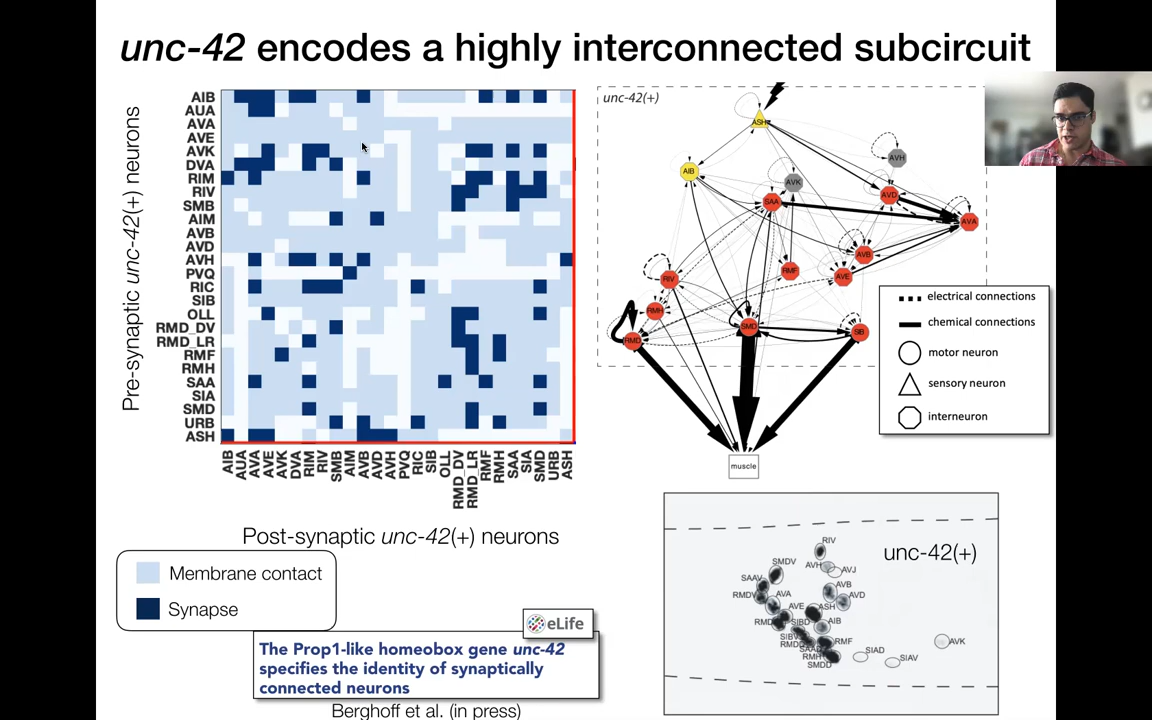 unc-42 encodes a highly interconnected subcircuit
Pre-synaptic unc-42(+) neurons
AIB
AUA
AVA
AVE
AVK
DVA
RIM
RIV
SMB
AIM
AVB
AVD
AVH
PVQ
RIC
SIB
OLL
RMD_DV
RMD_LR
RMF
RMH
SAA
SIA
SMD
URB
ASH
AIB
AUA
AVA
AVE
AVK
DVA
RIM
RIV
SMB
AIM
AVB
AVD
AVH
PVQ
RIC
SIB
OLL
RMD_DV
RMD_LR
RMF
RMH
SAA
SIA
SMD
URB
ASH
Post-synaptic unc-42(+) neurons
Membrane contact
Synapse
eLife
The Prop1-like homeobox gene unc-42
specifies the identity of synaptically
connected neurons
Berghoff et al. (in press)
unc-42(+)
ASH
AIB
AVH
AVK
SAA
AVD
AVA
AVB
RIV
RMF
AVE
RMH
RMD
SMD
SIB
muscle
electrical connections
chemical connections
motor neuron
sensory neuron
interneuron
unc-42(+)
RIV
SMDV
AVH
AVJ
SAAV
AVB
RMDV
AVA
AVD
AVE
ASH
AIB
SIBD
SIBV
RMF
AVK
RMH
SIAD
SMDD
SIAV